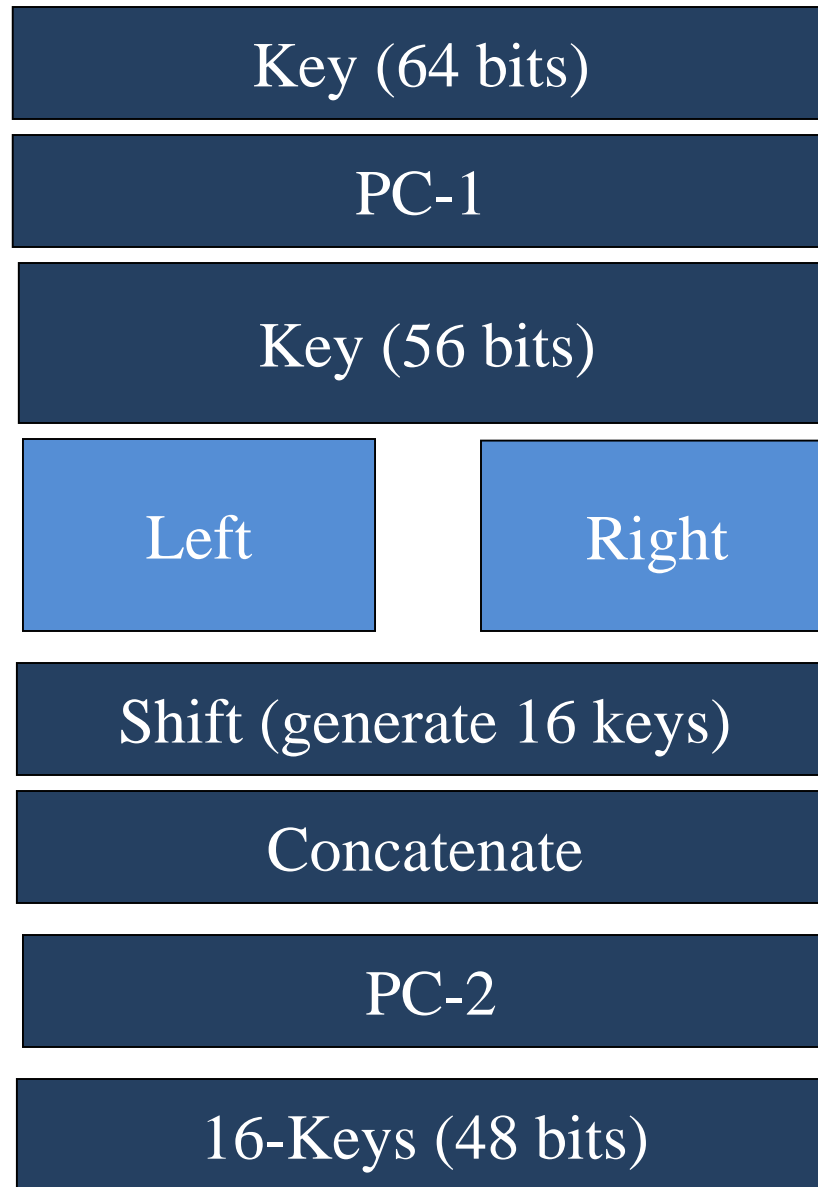 Key (64 bits)
PC-1
Key (56 bits)
Left
Right
Shift (generate 16 keys)
Concatenate
PC-2
16-Keys (48 bits)